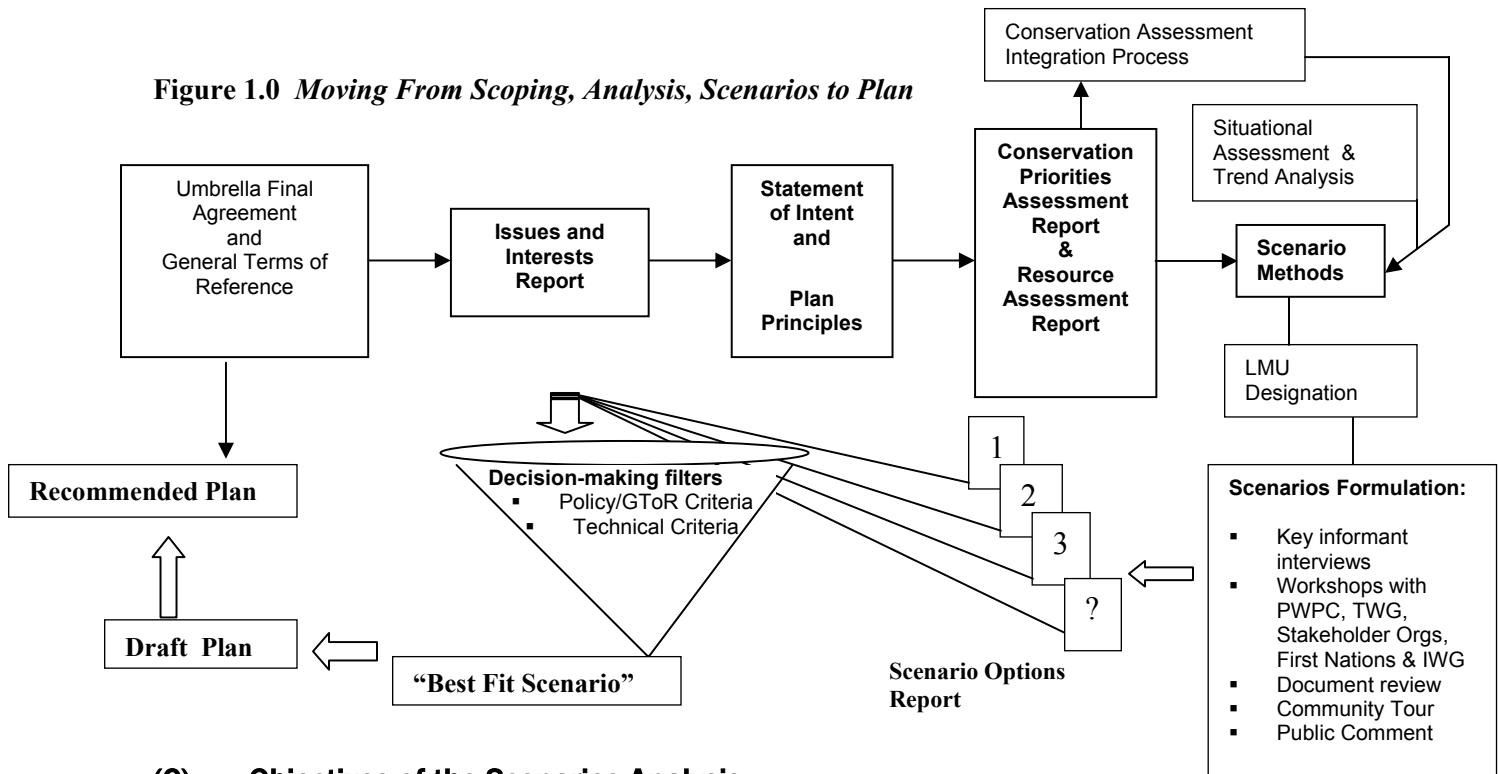 Figure 1.0 Moving From Scoping, Analysis, Scenarios to Plan
Umbrella Final
Agreement
and
General Terms of
Reference
Issues and
Interests
Report
Statement
of Intent
and
Plan
Principles
Conservation
Priorities
Assessment
Report
&
Resource
Assessment
Report
Conservation Assessment
Integration Process
Situational
Assessment &
Trend Analysis
Scenario
Methods
LMU
Designation
Scenarios Formulation:
▪ Key informant
interviews
▪ Workshops with
PWPC, TWG,
Stakeholder Orgs,
First Nations & IWG
▪ Document review
▪ Community Tour
▪ Public Comment
1
2
3
?
Scenario Options
Report
Decision-making filters
▪ Policy/GToR Criteria
▪ Technical Criteria
“Best Fit Scenario”
Draft Plan
Recommended Plan
Objectives of the Scenarios Analysis